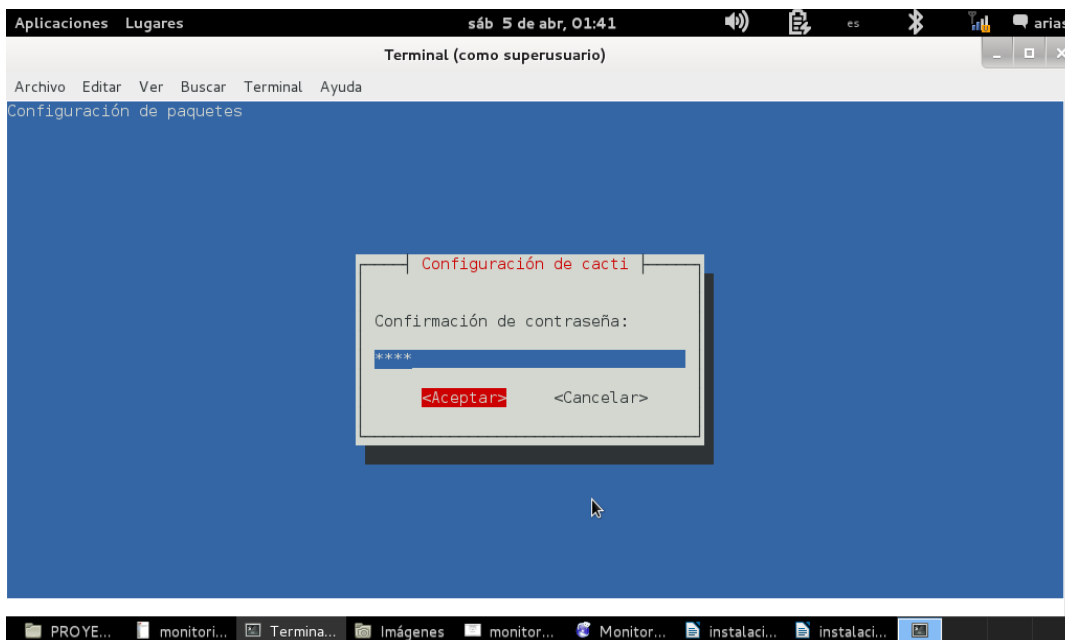 Aplicaciones Lugares sáb 5 de abr, 01:41 es arias
Terminal (como superusuario)
Archivo Editar Ver Buscar Terminal Ayuda
Configuración de paquetes
Configuración de cacti
Confirmación de contraseña:
****
<Aceptar> <Cancelar>
PROYE... monitori... Termina... Imágenes monitor... Monitor... instalaci... instalaci...